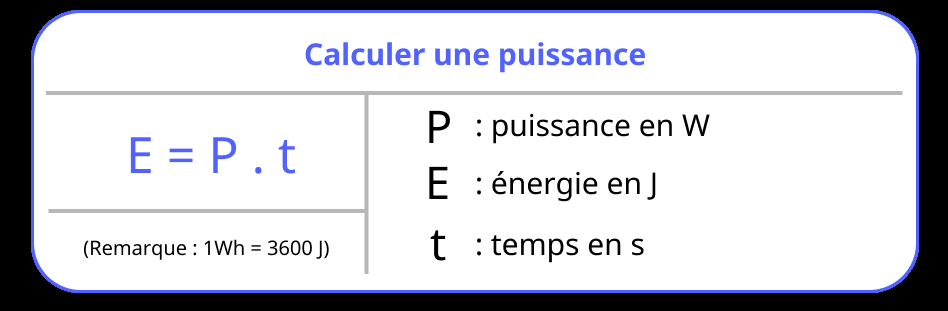 Calculer une puissance
E = P . t
(Remarque : 1Wh = 3600 J)
P : puissance en W
E : énergie en J
t : temps en s